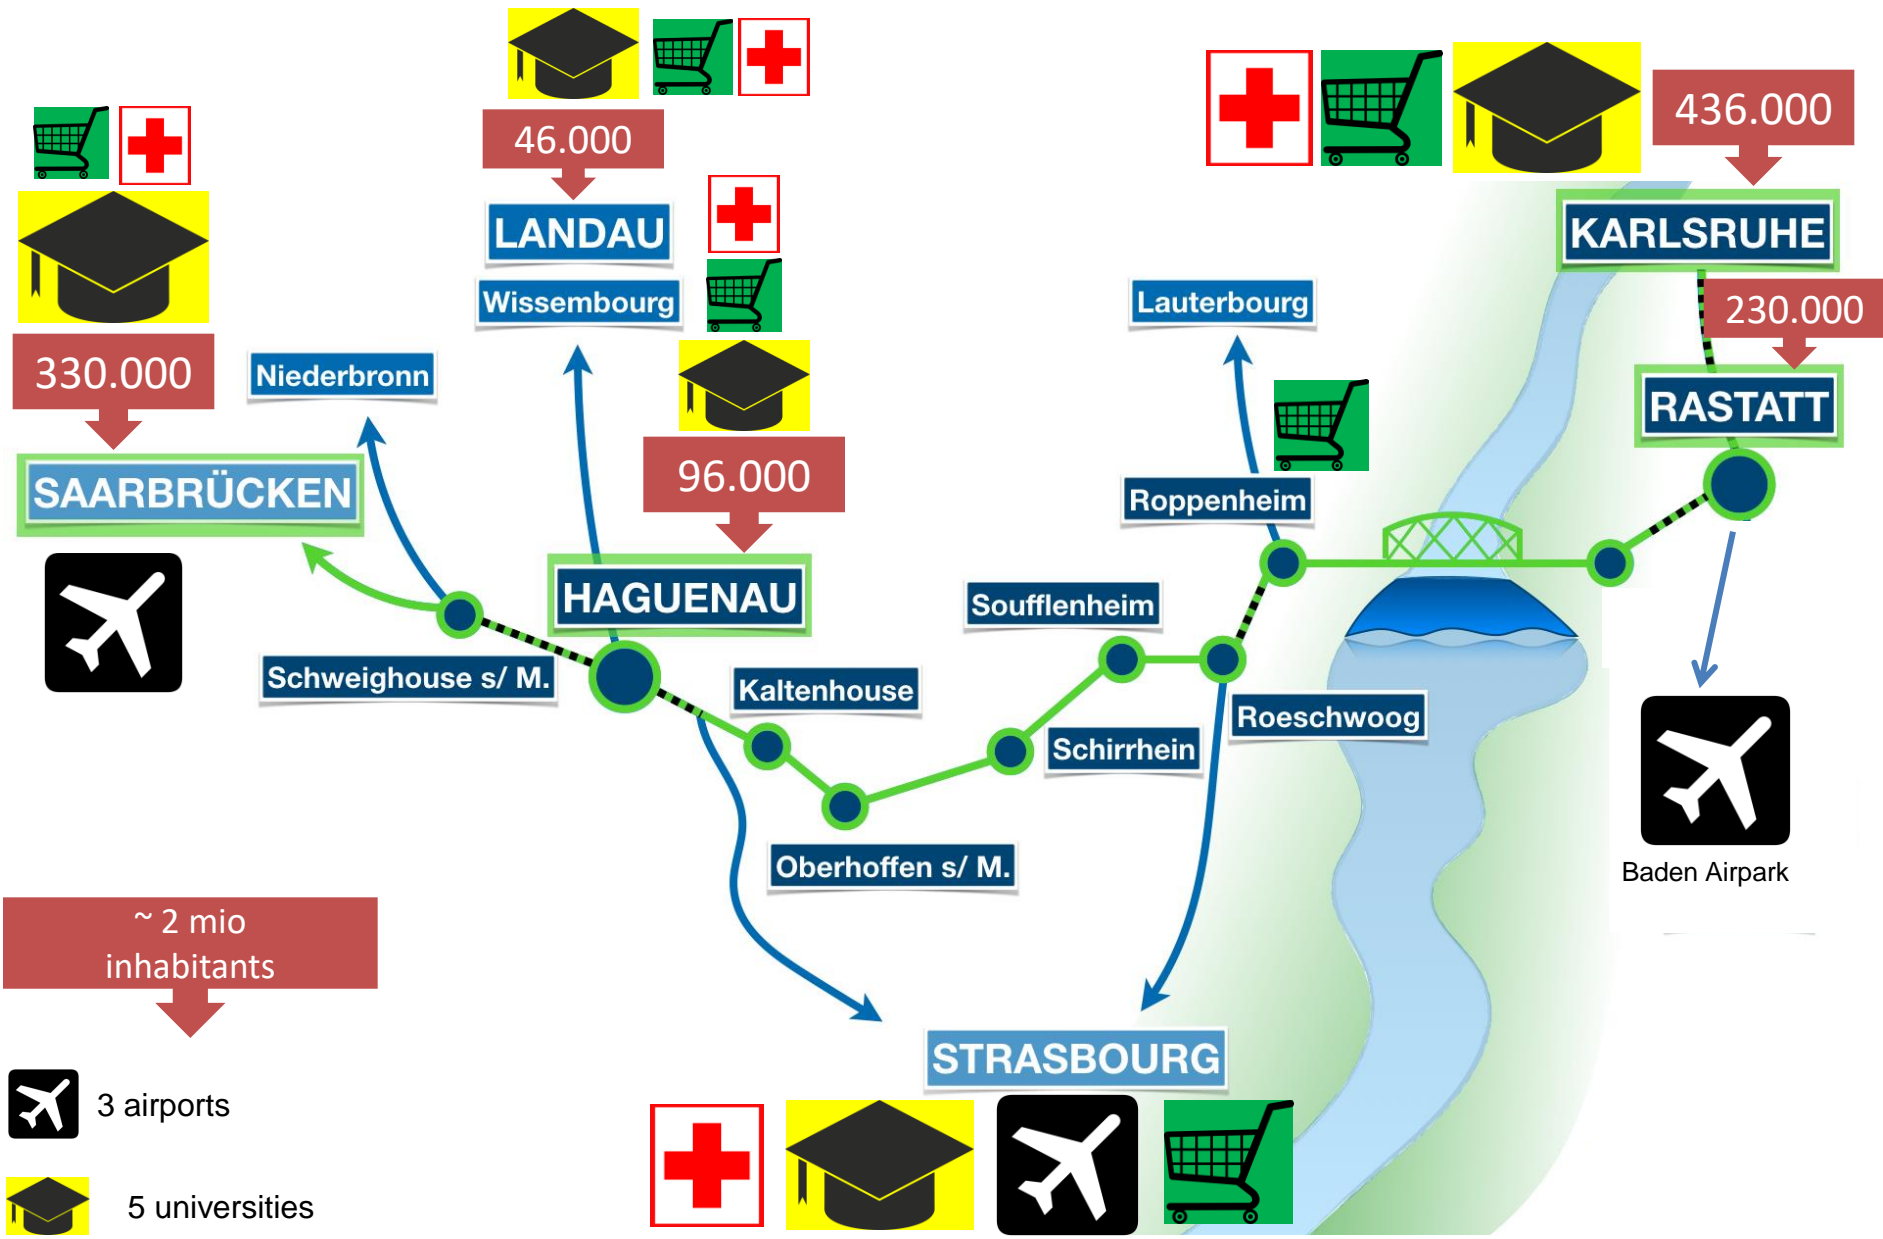 46.000
436.000
LANDAU
KARLSRUHE
Wissembourg
Lauterbourg
230.000
330.000
Niederbronn
RASTATT
96.000
SAARBRÜCKEN
Roppenheim
HAGUENAU
Soufflenheim
Schweighouse s/ M.
Kaltenhouse
Roeschwoog
Schirrhein
Oberhoffen s/ M.
Baden Airpark
~ 2 mio
inhabitants
STRASBOURG
3 airports
5 universities